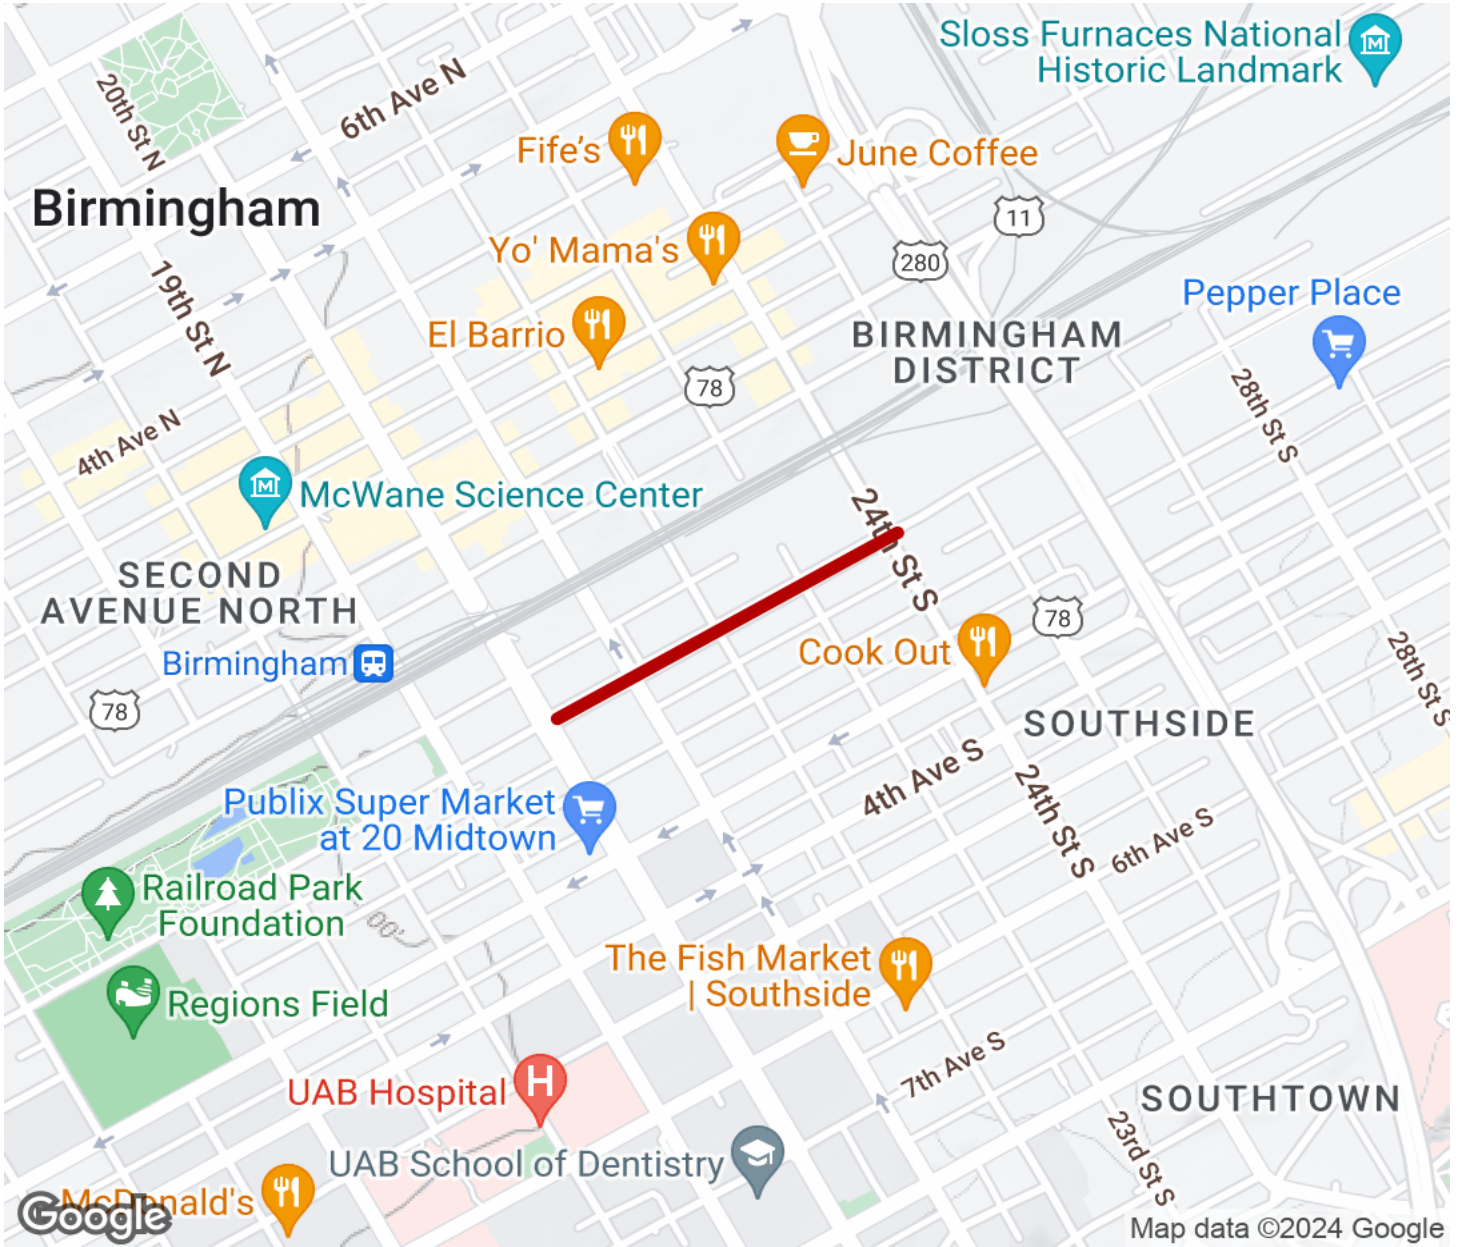 Sloss Furnaces National
Historic Landmark
20th St N
6th Ave N
Fife's
June Coffee
Birmingham
11
Yo' Mama's
280
19th St N
Pepper Place
El Barrio
BIRMINGHAM
DISTRICT
78
28th St S
4th Ave N
McWane Science Center
24th St S
SECOND
AVENUE NORTH
78
Cook Out
Birmingham
28th St S
78
SOUTHSIDE
4th Ave S
24th St S
Publix Super Market
at 20 Midtown
6th Ave S
Railroad Park
Foundation
00'
The Fish Market
| Southside
Regions Field
7th Ave S
UAB Hospital
H
SOUTHTOWN
23rd St S
UAB School of Dentistry
McDonald's
Google
Map data ©2024 Google